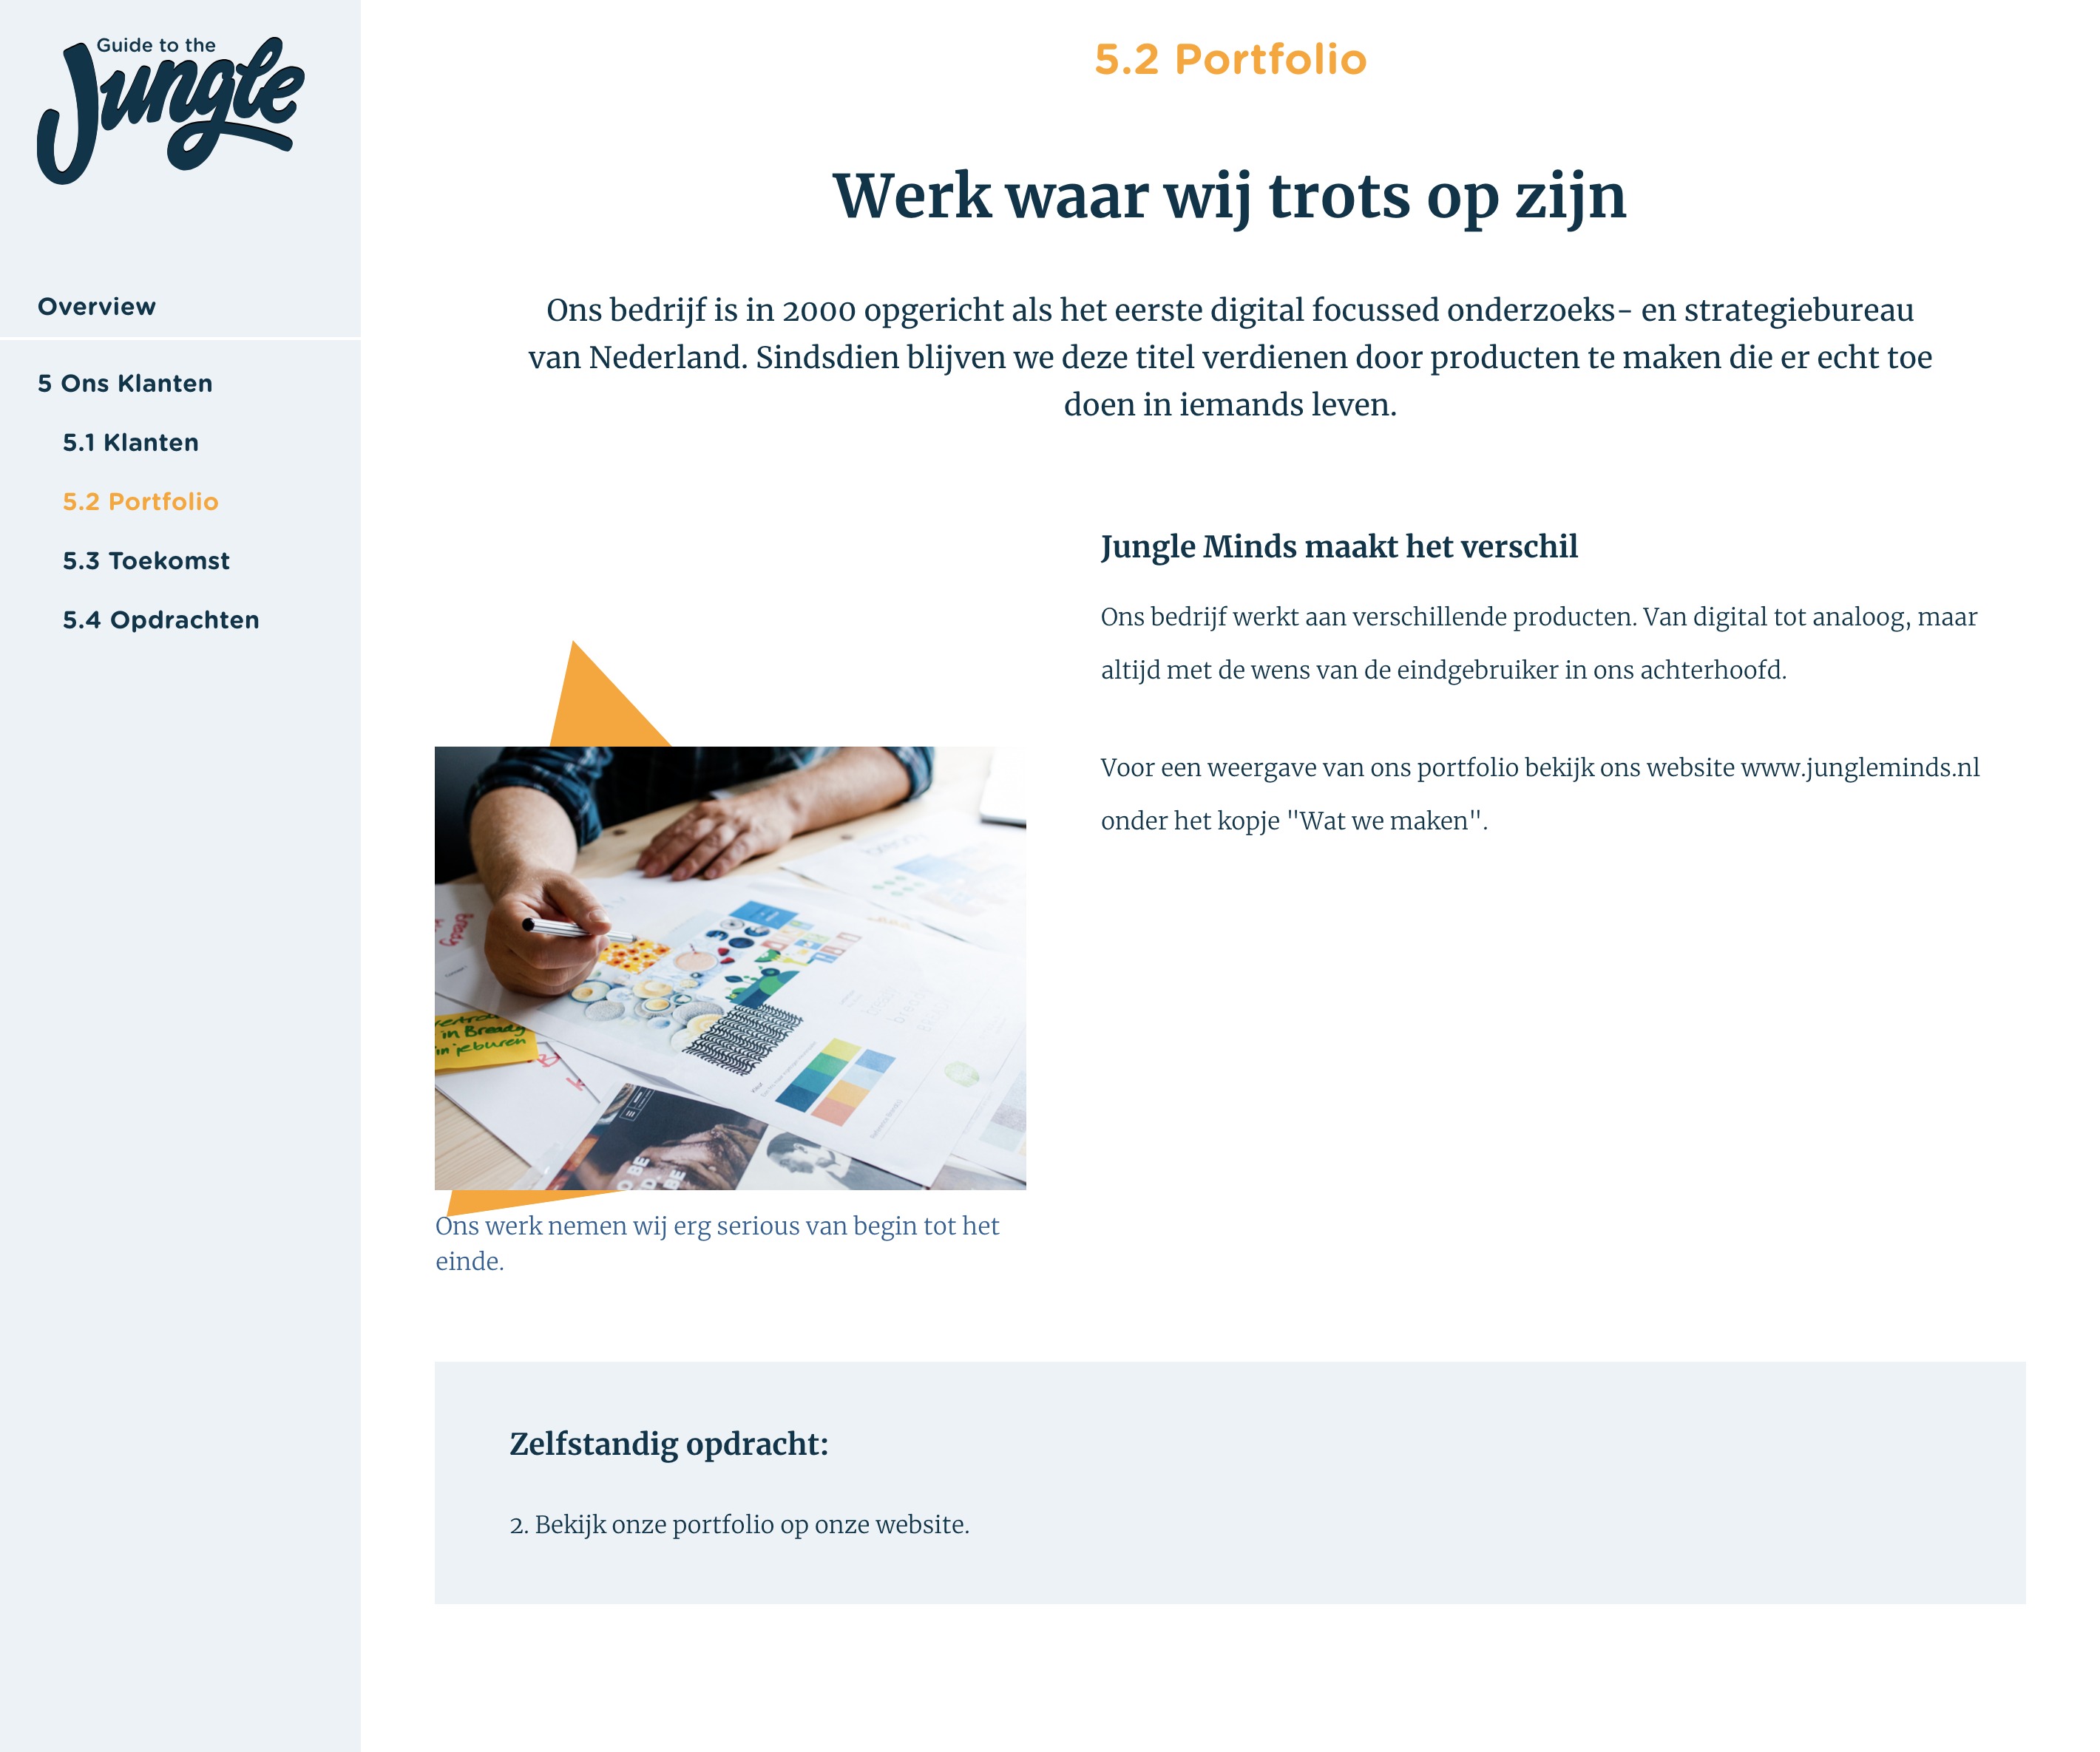 Guide to the
Jungle
Overview
5 Ons Klanten
5.1 Klanten
5.2 Portfolio
5.3 Toekomst
5.4 Opdrachten
5.2 Portfolio
Werk waar wij trots op zijn
Ons bedrijf is in 2000 opgericht als het eerste digital focussed onderzoeks- en strategiebureau
van Nederland. Sindsdien blijven we deze titel verdienen door producten te maken die er echt toe
doen in iemands leven.
Jungle Minds maakt het verschil
Ons bedrijf werkt aan verschillende producten. Van digital tot analoog, maar
altijd met de wens van de eindgebruiker in ons achterhoofd.
Voor een weergave van ons portfolio bekijk ons website www.jungleminds.nl
onder het kopje "Wat we maken".
in Bready
in je buren
Ons werk nemen wij erg serious van begin tot het
einde.
Zelfstandig opdracht:
2. Bekijk onze portfolio op onze website.